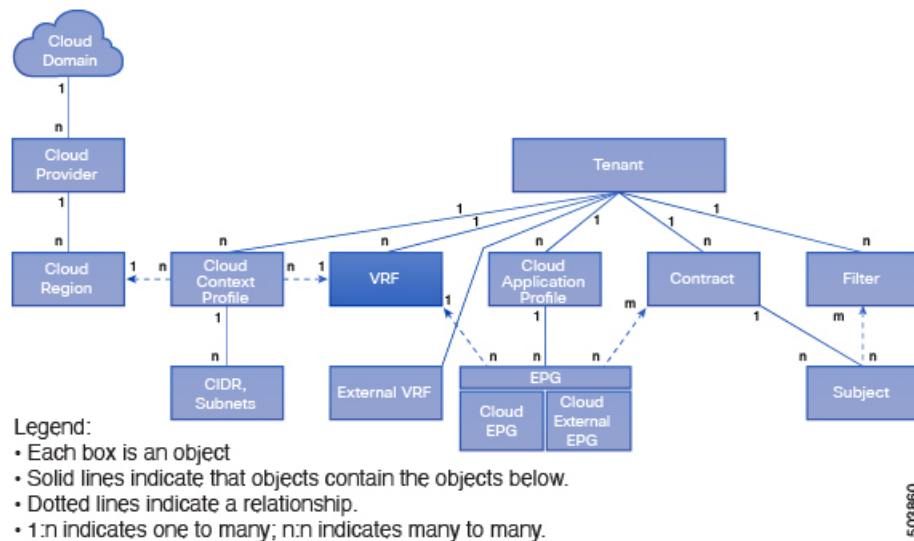 Cloud
Domain
1
n
Cloud
Provider
Tenant
1
1
1
1
1
1
n
n
n
n
n
n
Cloud
Region
1
n
Cloud
Context
Profile
n
1
VRF
Cloud
Application
Profile
Contract
Filter
1
1
m
1
m
1
n
n
n
n
n
n
CIDR,
Subnets
External VRF
EPG
Cloud
EPG
Cloud
External
EPG
Subject
Legend:
• Each box is an object
• Solid lines indicate that objects contain the objects below.
• Dotted lines indicate a relationship.
• 1:n indicates one to many; n:n indicates many to many.
503860